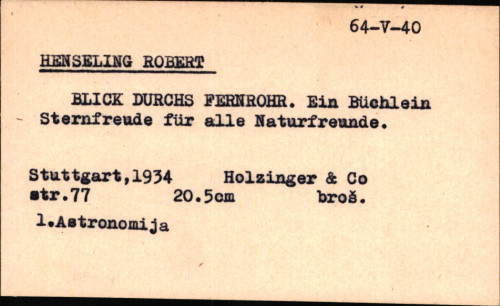 64-V-40
HENSELING ROBERT
BLICK DURCHS FERNROHR. Ein Büchlein
Sternfreude für alle Naturfreunde.
Stuttgart,1934 Holzinger & Co
str.77 20.5cm broš.
1.Astronomija